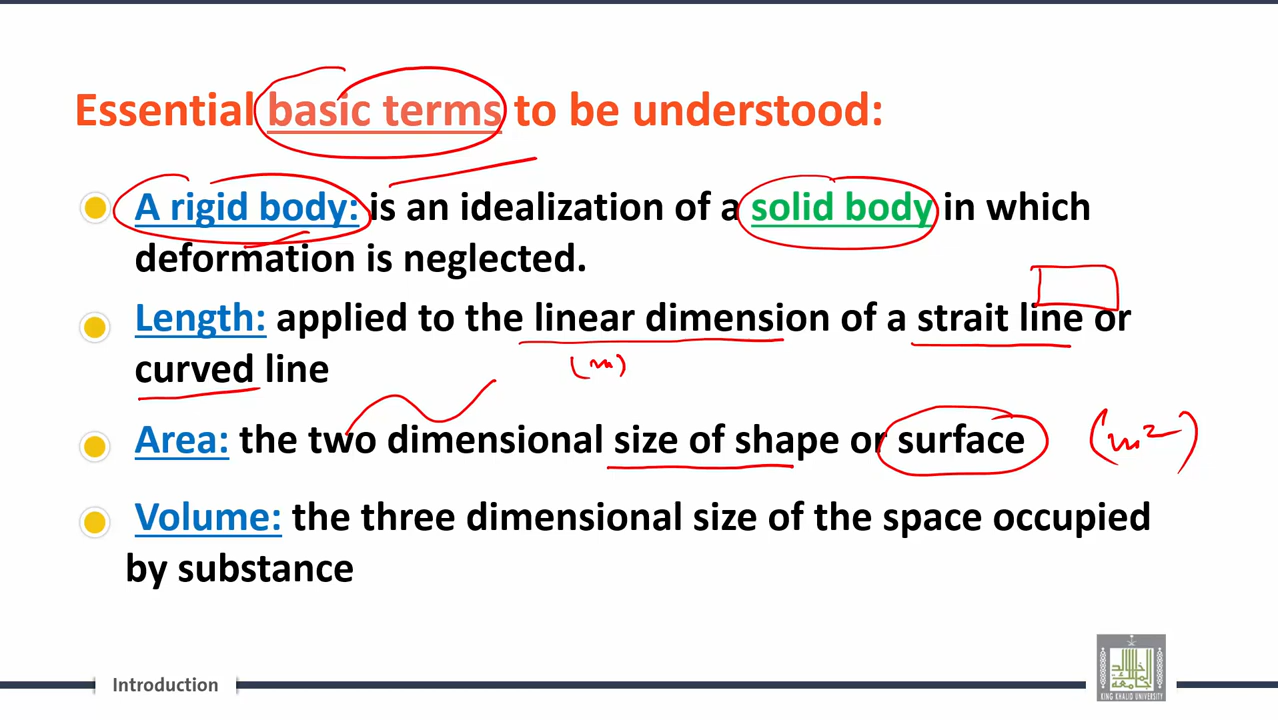 Essential basic terms to be understood:
A rigid body: is an idealization of a solid body in which
deformation is neglected.
Length: applied to the linear dimension of a strait line or
curved line
(m)
Area: the two dimensional size of shape or surface (m²)
Volume: the three dimensional size of the space occupied
by substance
Introduction
KING KHALID UNIVERSITY